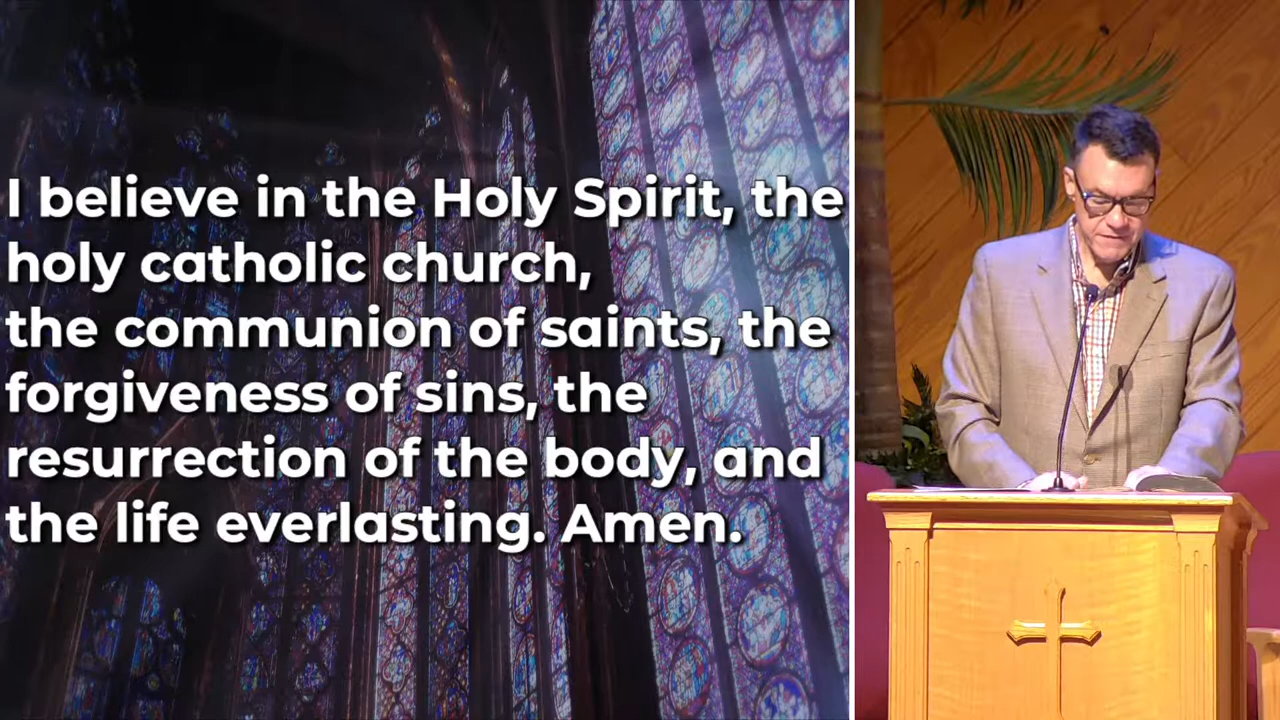 I believe in the Holy Spirit, the
holy catholic church,
the communion of saints, the
forgiveness of sins, the
resurrection of the body, and
the life everlasting. Amen.